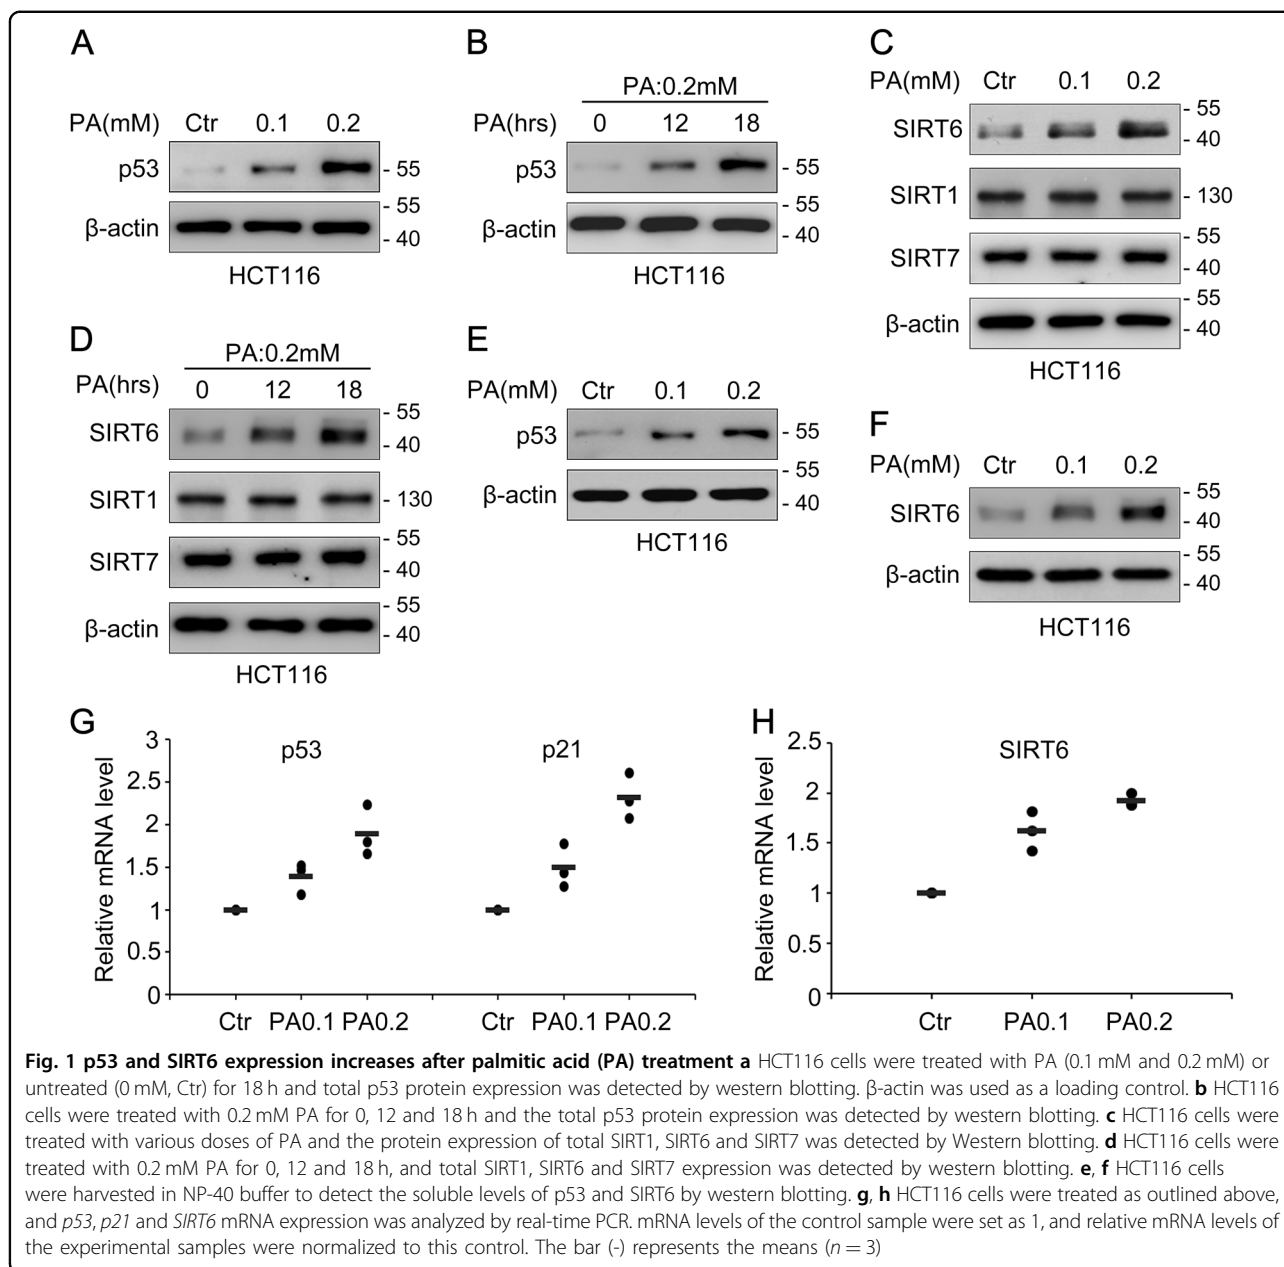 A
PA(mM) Ctr 0.1 0.2
p53 - 55
- 55
β-actin - 40
HCT116
B
PA:0.2mM
PA(hrs) 0 12 18
p53 - 55
- 55
β-actin - 40
HCT116
C
PA(mM) Ctr 0.1 0.2
- 55
SIRT6 - 40
SIRT1 - 130
- 55
SIRT7 - 40
- 55
β-actin - 40
HCT116
D
PA:0.2mM
PA(hrs) 0 12 18
- 55
SIRT6 - 40
SIRT1 - 130
- 55
SIRT7 - 40
- 55
β-actin - 40
HCT116
E
PA(mM) Ctr 0.1 0.2
p53 - 55
- 55
β-actin - 40
HCT116
F
PA(mM) Ctr 0.1 0.2
- 55
SIRT6 - 40
- 55
β-actin - 40
HCT116
G
Relative mRNA level
3
2.5
2
1.5
1
0.5
0
p53 p21
Ctr PA0.1 PA0.2 Ctr PA0.1 PA0.2
H
Relative mRNA level
2.5
2
1.5
1
0.5
0
SIRT6
Ctr PA0.1 PA0.2
Fig. 1 p53 and SIRT6 expression increases after palmitic acid (PA) treatment a HCT116 cells were treated with PA (0.1 mM and 0.2 mM) or
untreated (0 mM, Ctr) for 18 h and total p53 protein expression was detected by western blotting. β-actin was used as a loading control. b HCT116
cells were treated with 0.2 mM PA for 0, 12 and 18 h and the total p53 protein expression was detected by western blotting. c HCT116 cells were
treated with various doses of PA and the protein expression of total SIRT1, SIRT6 and SIRT7 was detected by Western blotting. d HCT116 cells were
treated with 0.2 mM PA for 0, 12 and 18 h, and total SIRT1, SIRT6 and SIRT7 expression was detected by western blotting. e, f HCT116 cells
were harvested in NP-40 buffer to detect the soluble levels of p53 and SIRT6 by western blotting. g, h HCT116 cells were treated as outlined above,
and p53, p21 and SIRT6 mRNA expression was analyzed by real-time PCR. mRNA levels of the control sample were set as 1, and relative mRNA levels of
the experimental samples were normalized to this control. The bar (-) represents the means (n = 3)